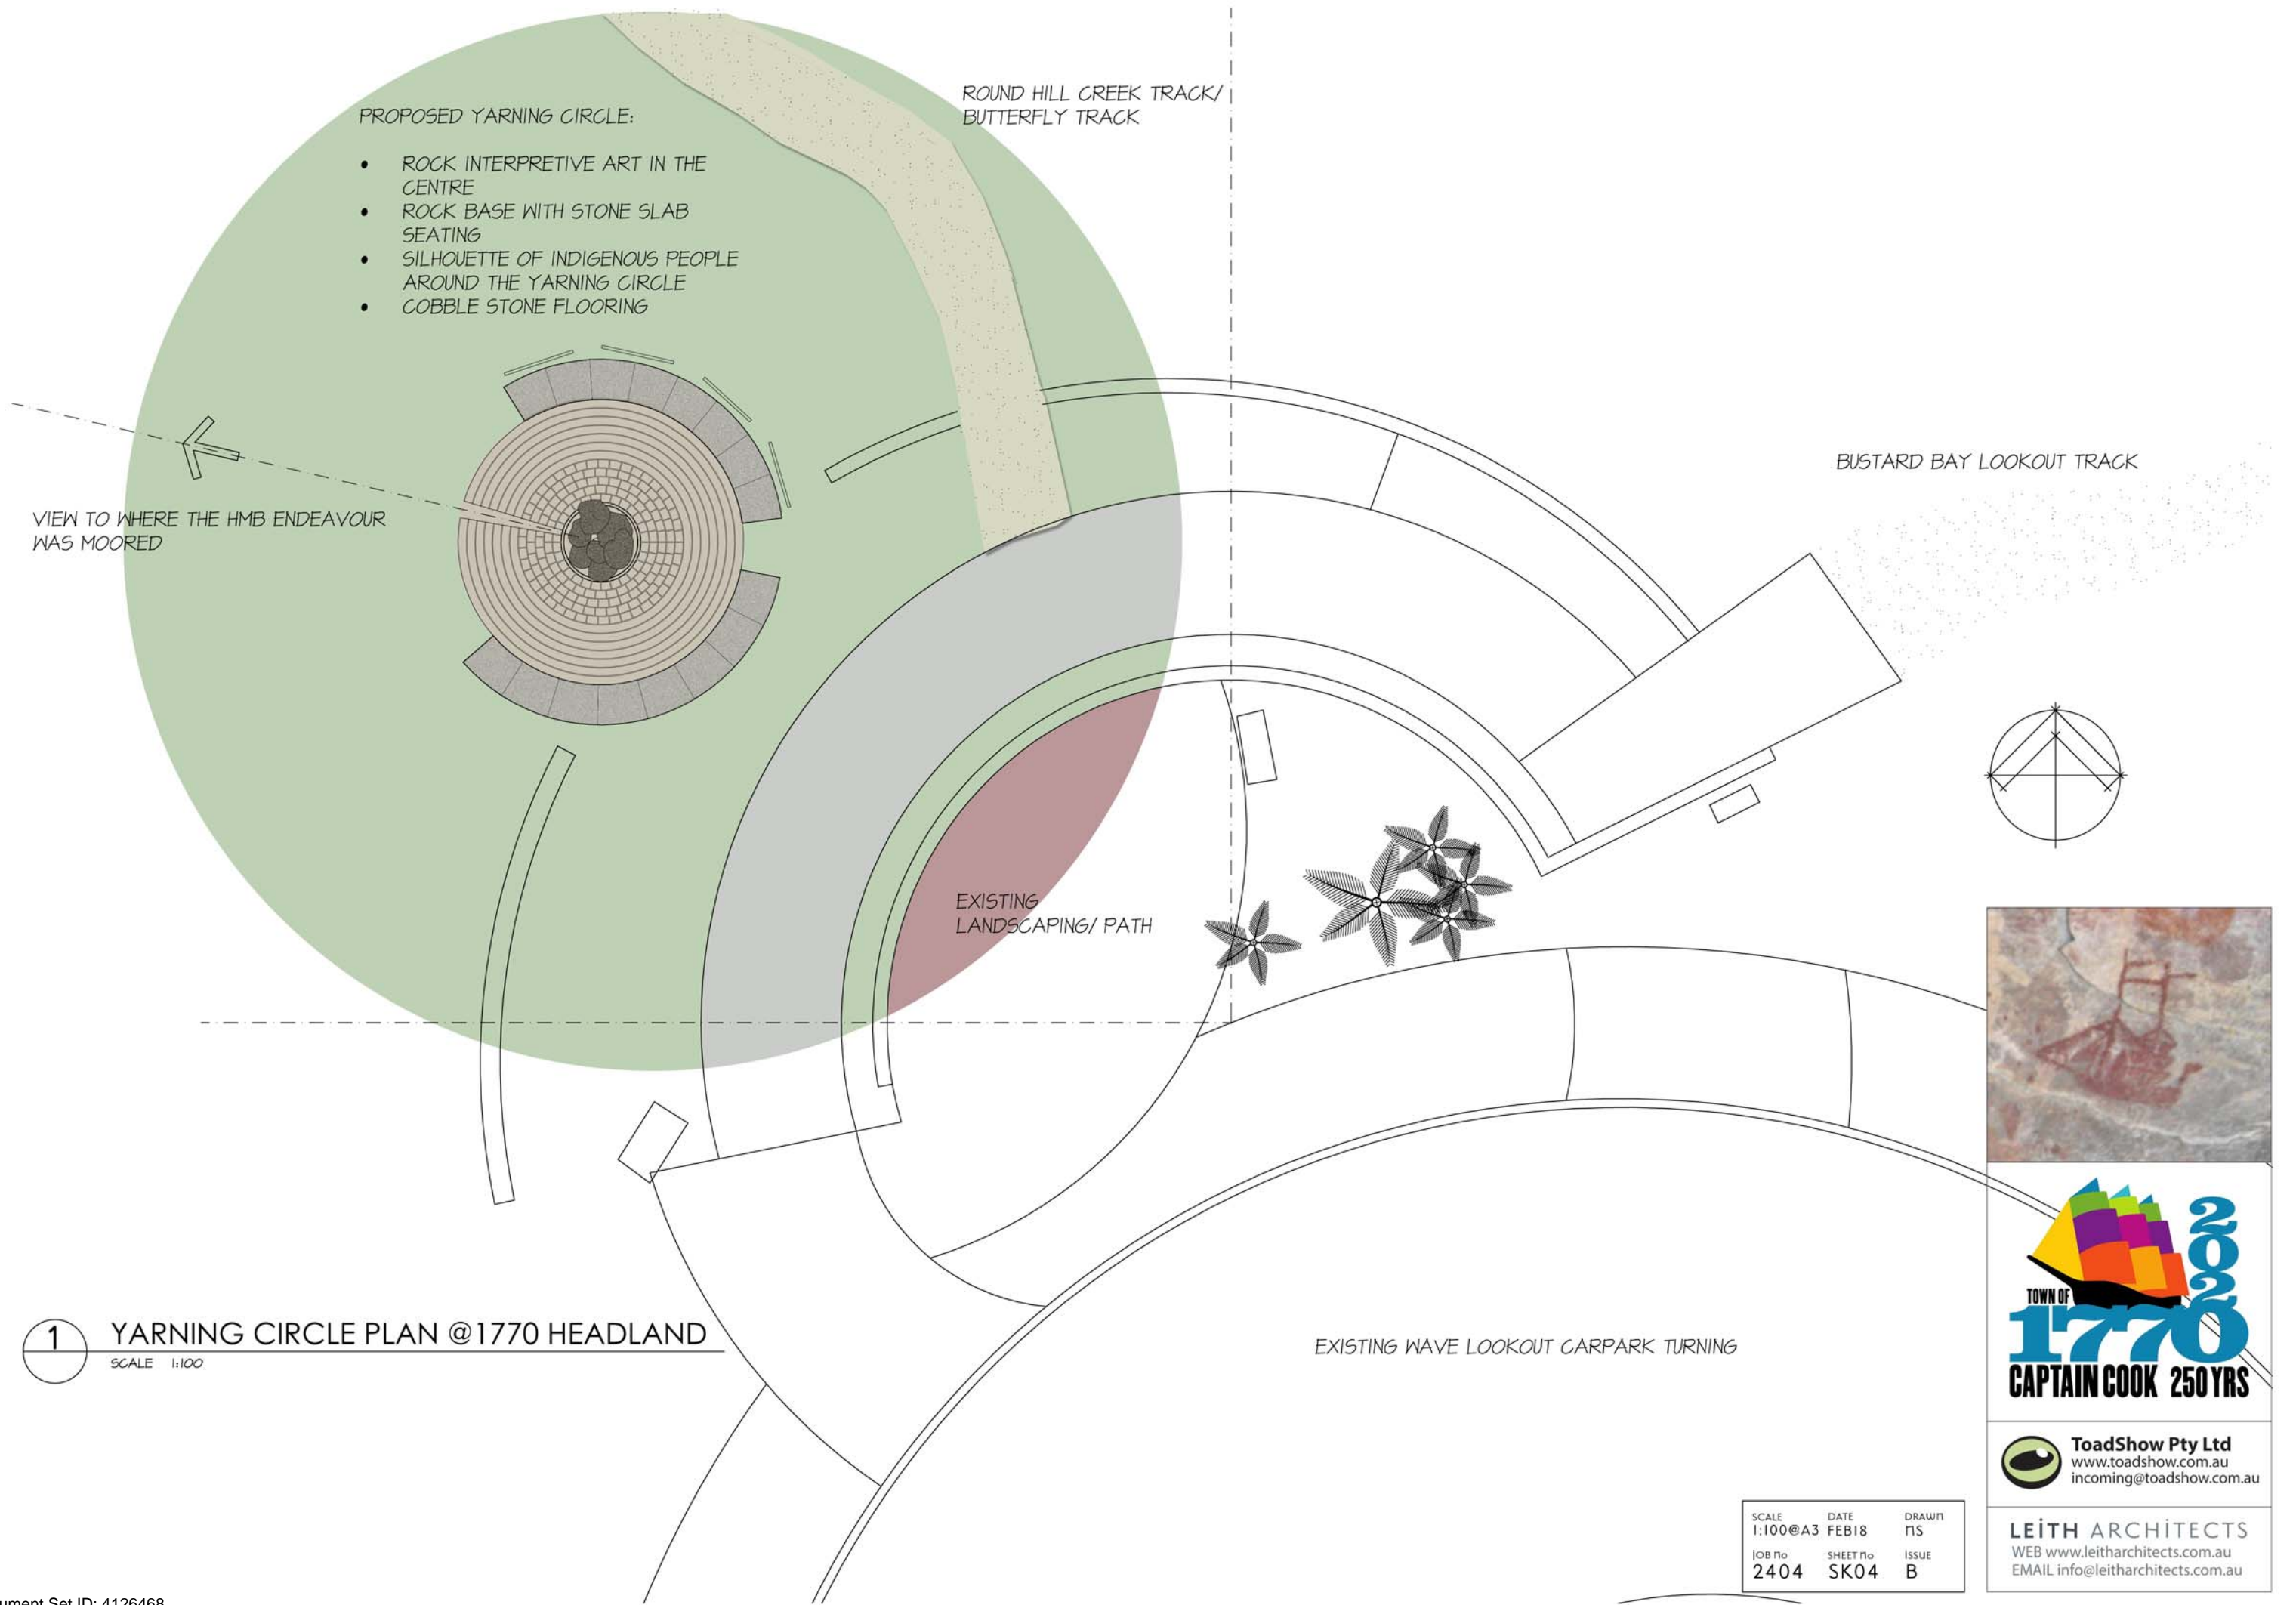 ROUND HILL CREEK TRACK/
BUTTERFLY TRACK
PROPOSED YARNING CIRCLE:
• ROCK INTERPRETIVE ART IN THE
CENTRE
• ROCK BASE WITH STONE SLAB
SEATING
• SILHOUETTE OF INDIGENOUS PEOPLE
AROUND THE YARNING CIRCLE
• COBBLE STONE FLOORING
BUSTARD BAY LOOKOUT TRACK
VIEW TO WHERE THE HMB ENDEAVOUR
WAS MOORED
EXISTING
LANDSCAPING/ PATH
1 YARNING CIRCLE PLAN @1770 HEADLAND
SCALE 1:100
EXISTING WAVE LOOKOUT CARPARK TURNING
2020
TOWN OF
1770
CAPTAIN COOK 250 YRS
ToadShow Pty Ltd
www.toadshow.com.au
incoming@toadshow.com.au
SCALE DATE DRAWN
1:100@A3 FEB18 NS
JOB No SHEET No ISSUE
2404 SK04 B
LEITH ARCHITECTS
WEB www.leitharchitects.com.au
EMAIL info@leitharchitects.com.au
ument Set ID: 4126468